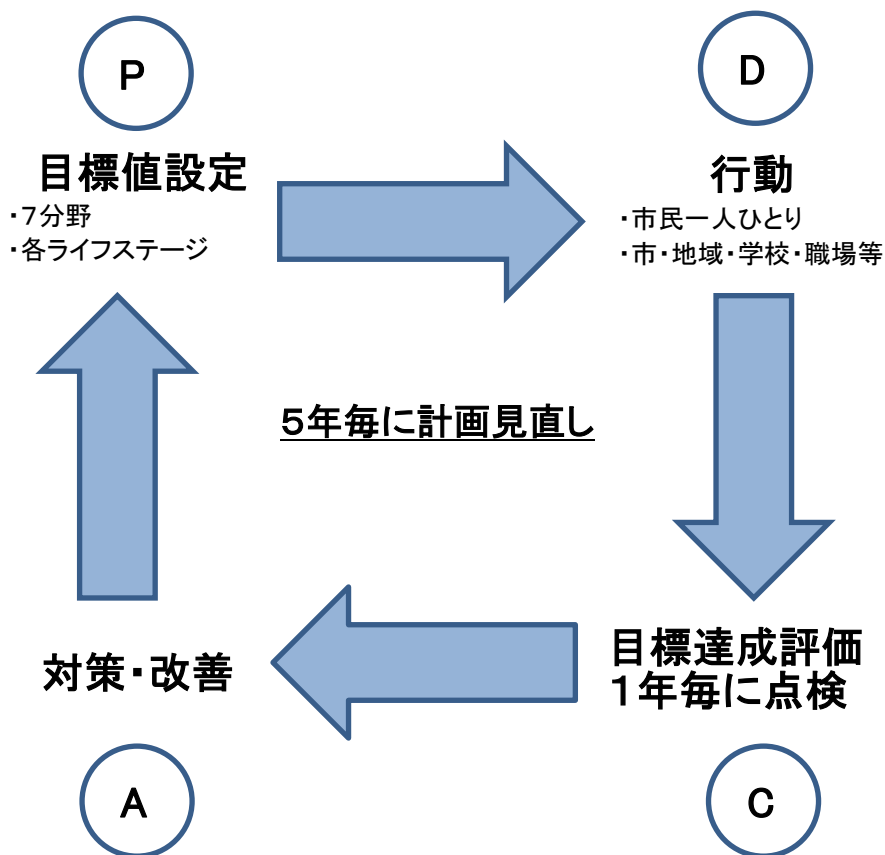 P
目標値設定
・７分野
・各ライフステージ
D
行動
・市民一人ひとり
・市・地域・学校・職場等
５年毎に計画見直し
対策・改善
A
目標達成評価
１年毎に点検
C